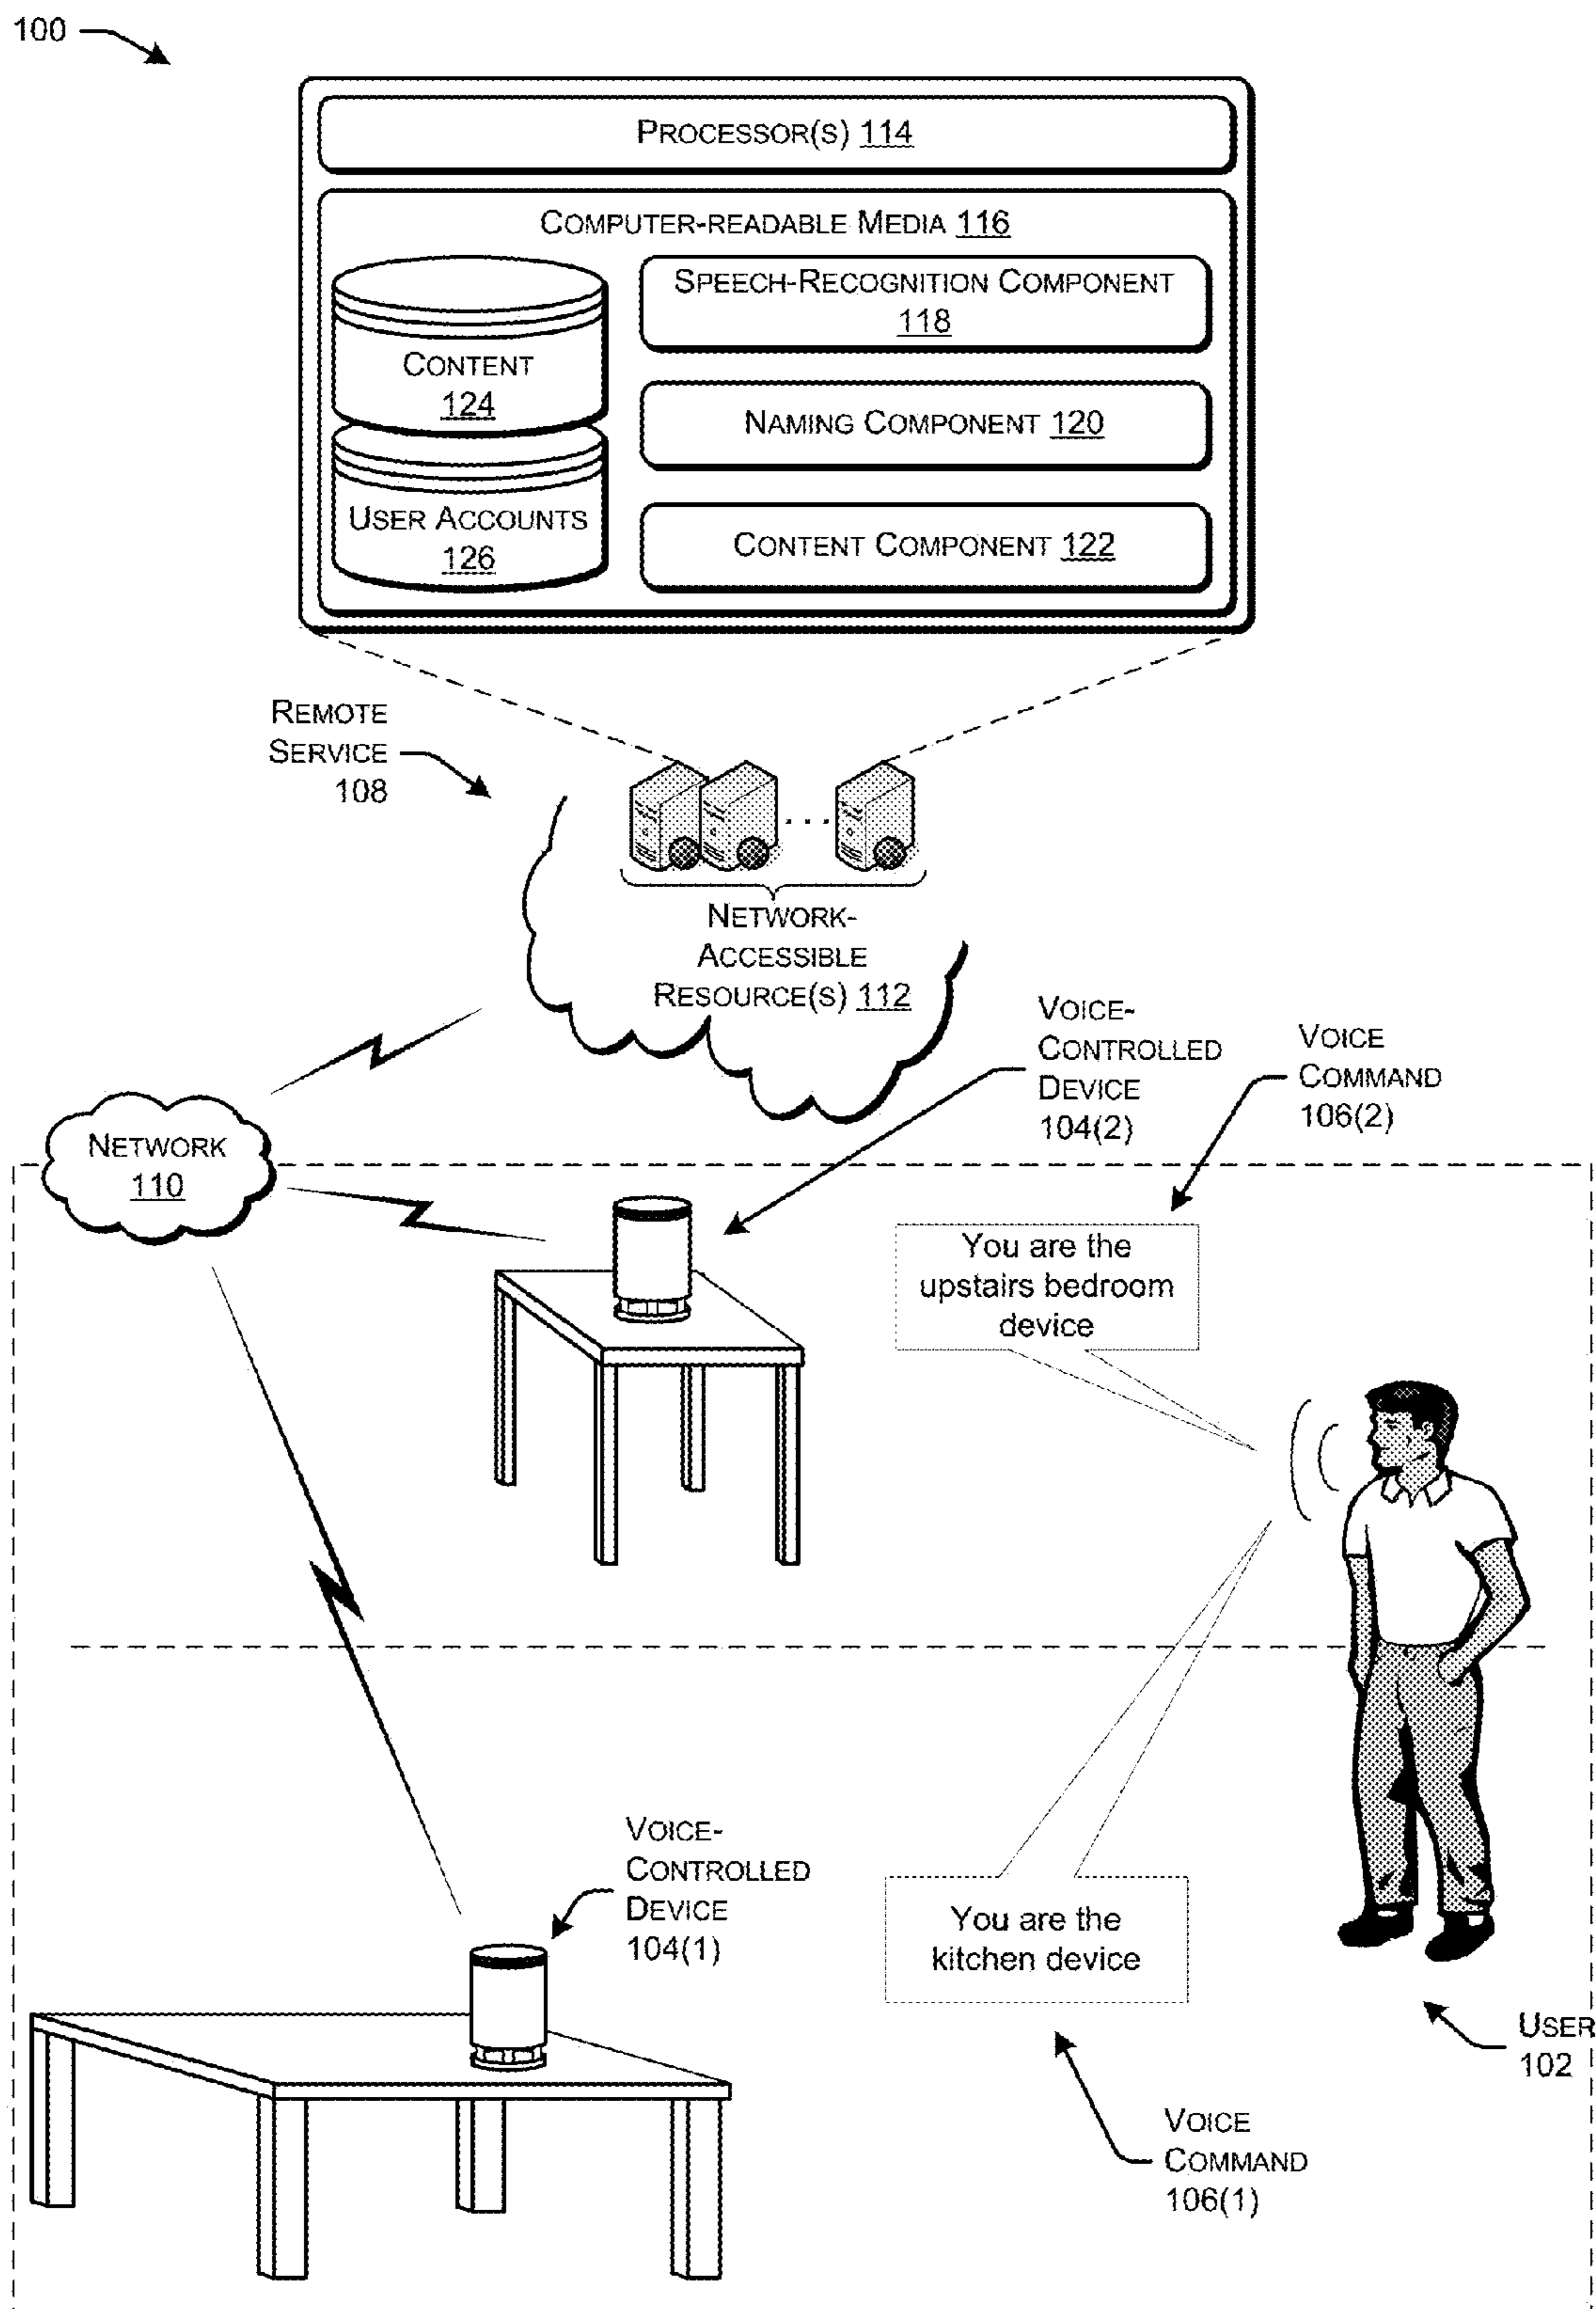 100
PROCESSOR(S) 114
COMPUTER-READABLE MEDIA 116
SPEECH-RECOGNITION COMPONENT
118
CONTENT
124
NAMING COMPONENT 120
USER ACCOUNTS
126
CONTENT COMPONENT 122
REMOTE
SERVICE
108
...
NETWORK-
ACCESSIBLE
RESOURCE(S) 112
VOICE-
CONTROLLED
DEVICE
104(2)
VOICE
COMMAND
106(2)
NETWORK
110
You are the
upstairs bedroom
device
VOICE-
CONTROLLED
DEVICE
104(1)
You are the
kitchen device
USER
102
VOICE
COMMAND
106(1)